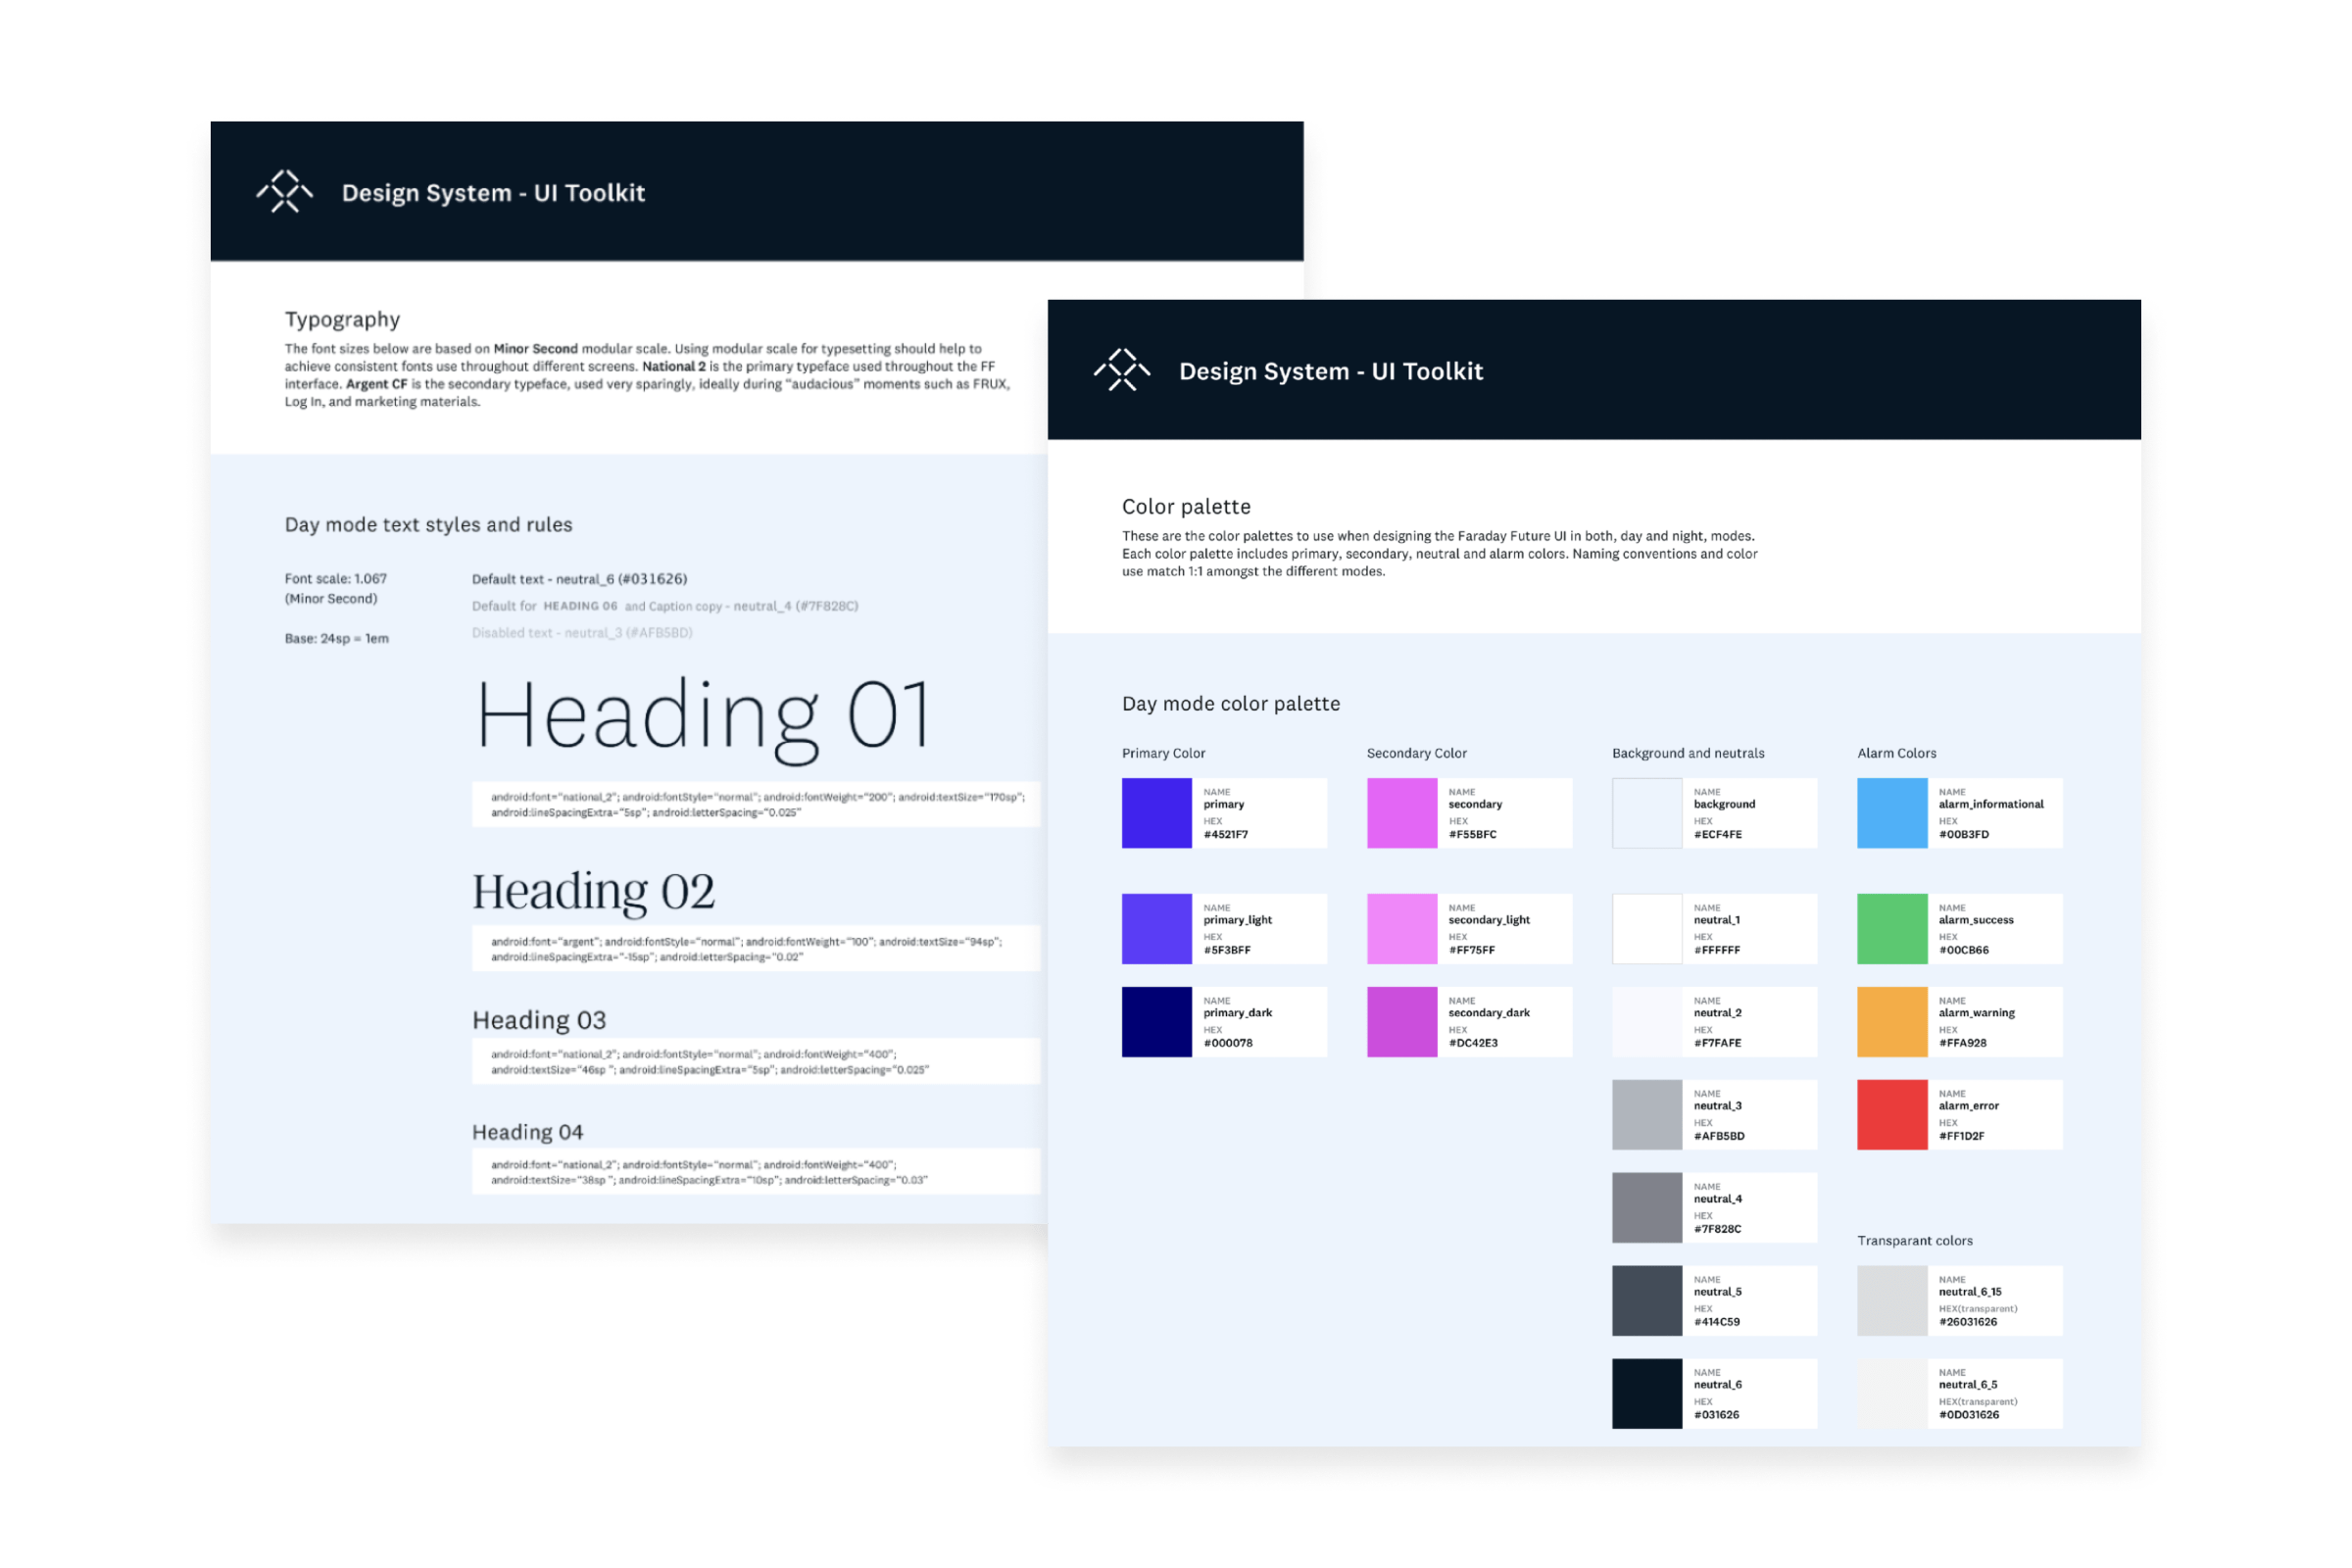 Design System - UI Toolkit
Typography
The font sizes below are based on Minor Second modular scale. Using modular scale for typesetting should help to
achieve consistent fonts use throughout different screens. National 2 is the primary typeface used throughout the FF
interface. Argent CF is the secondary typeface, used very sparingly, ideally during “audacious” moments such as FRUX,
Log In, and marketing materials.
Day mode text styles and rules
Font scale: 1.067
(Minor Second)
Base: 24sp = 1em
Default text - neutral_6 (#031626)
Default for HEADING 06 and Caption copy - neutral_4 (#7F828C)
Disabled text - neutral_3 (#AFB5BD)
Heading 01
android:font=“national_2”; android:fontStyle=“normal”; android:fontWeight=“200”; android:textSize=“170sp”;
android:lineSpacingExtra=“5sp”; android:letterSpacing=“0.025”
Heading 02
android:font=“argent”; android:fontStyle=“normal”; android:fontWeight=“100”; android:textSize=“94sp”;
android:lineSpacingExtra=“-15sp”; android:letterSpacing=“0.02”
Heading 03
android:font=“national_2”; android:fontStyle=“normal”; android:fontWeight=“400”;
android:textSize=“46sp ”; android:lineSpacingExtra=“5sp”; android:letterSpacing=“0.025”
Heading 04
android:font=“national_2”; android:fontStyle=“normal”; android:fontWeight=“400”;
android:textSize=“38sp ”; android:lineSpacingExtra=“10sp”; android:letterSpacing=“0.03”
Design System - UI Toolkit
Color palette
These are the color palettes to use when designing the Faraday Future UI in both, day and night, modes.
Each color palette includes primary, secondary, neutral and alarm colors. Naming conventions and color
use match 1:1 amongst the different modes.
Day mode color palette
Primary Color
NAME
primary
HEX
#4521F7
NAME
primary_light
HEX
#5F3BFF
NAME
primary_dark
HEX
#000078
Secondary Color
NAME
secondary
HEX
#F55BFC
NAME
secondary_light
HEX
#FF75FF
NAME
secondary_dark
HEX
#DC42E3
Background and neutrals
NAME
background
HEX
#ECF4FE
NAME
neutral_1
HEX
#FFFFFF
NAME
neutral_2
HEX
#F7FAFE
NAME
neutral_3
HEX
#AFB5BD
NAME
neutral_4
HEX
#7F828C
NAME
neutral_5
HEX
#414C59
NAME
neutral_6
HEX
#031626
Alarm Colors
NAME
alarm_informational
HEX
#00B3FD
NAME
alarm_success
HEX
#00CB66
NAME
alarm_warning
HEX
#FFA928
NAME
alarm_error
HEX
#FF1D2F
Transparant colors
NAME
neutral_6_15
HEX(transparent)
#26031626
NAME
neutral_6_5
HEX(transparent)
#0D031626